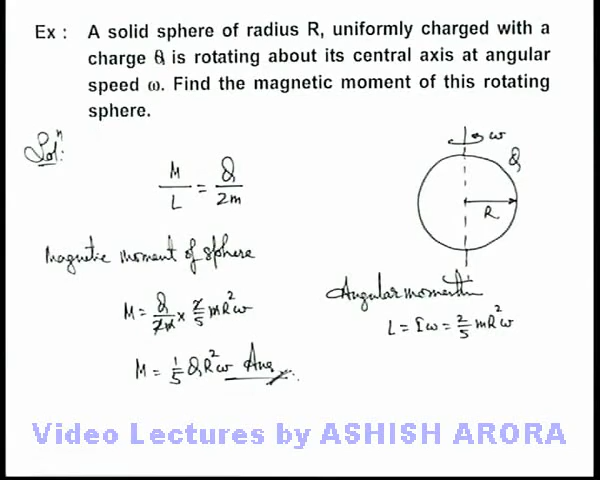 Ex : A solid sphere of radius R, uniformly charged with a
charge Q is rotating about its central axis at angular
speed ω. Find the magnetic moment of this rotating
sphere.
Solⁿ:
ω
Q
R
M/L = Q/2m
Magnetic moment of sphere
M = Q/2m × 2/5 mR²ω
M = 1/5 QR²ω Ans
Angular momentum
L = Iω = 2/5 mR²ω
Video Lectures by ASHISH ARORA